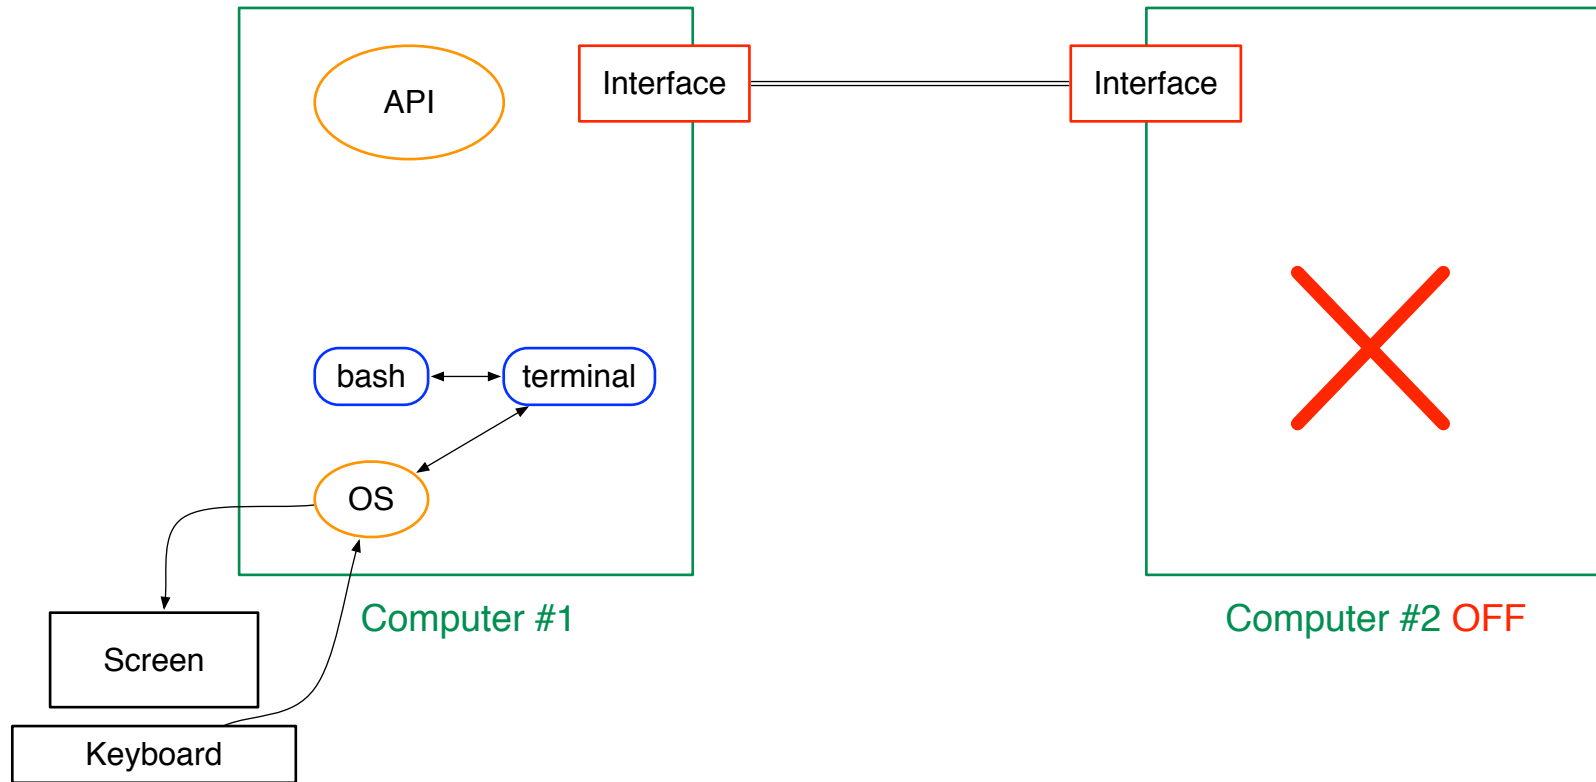 API
Interface
Interface
bash
terminal
OS
Computer #1
Computer #2 OFF
Screen
Keyboard